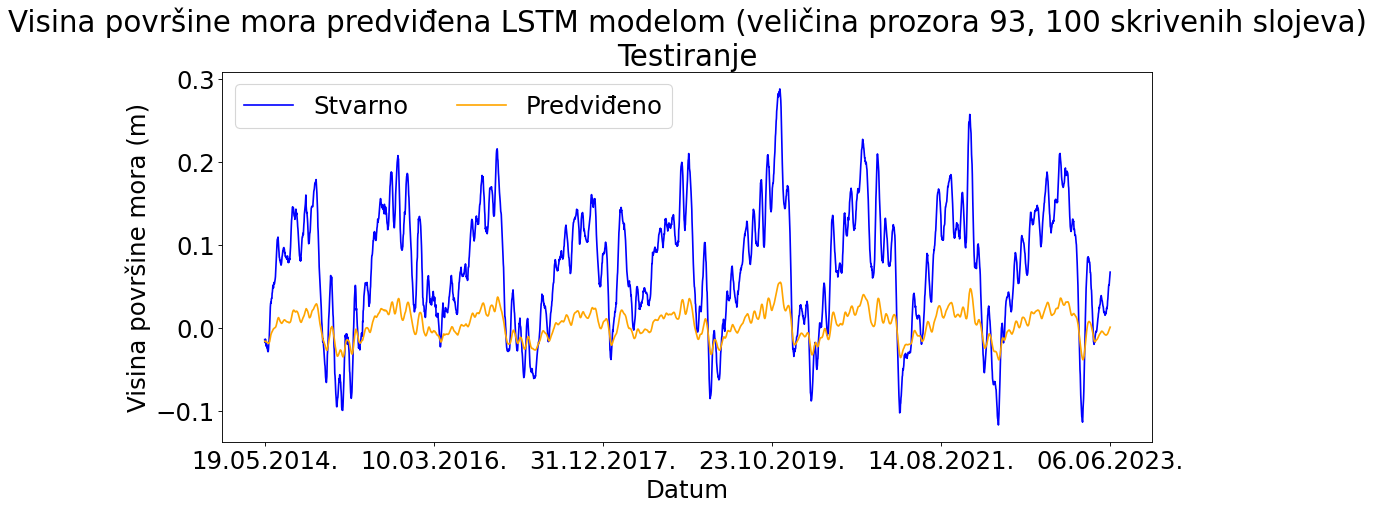 Visina površine mora predviđena LSTM modelom (veličina prozora 93, 100 skrivenih slojeva)
Testiranje
Stvarno
Predviđeno
Visina površine mora (m)
0.3
0.2
0.1
0.0
−0.1
19.05.2014.
10.03.2016.
31.12.2017.
23.10.2019.
14.08.2021.
06.06.2023.
Datum